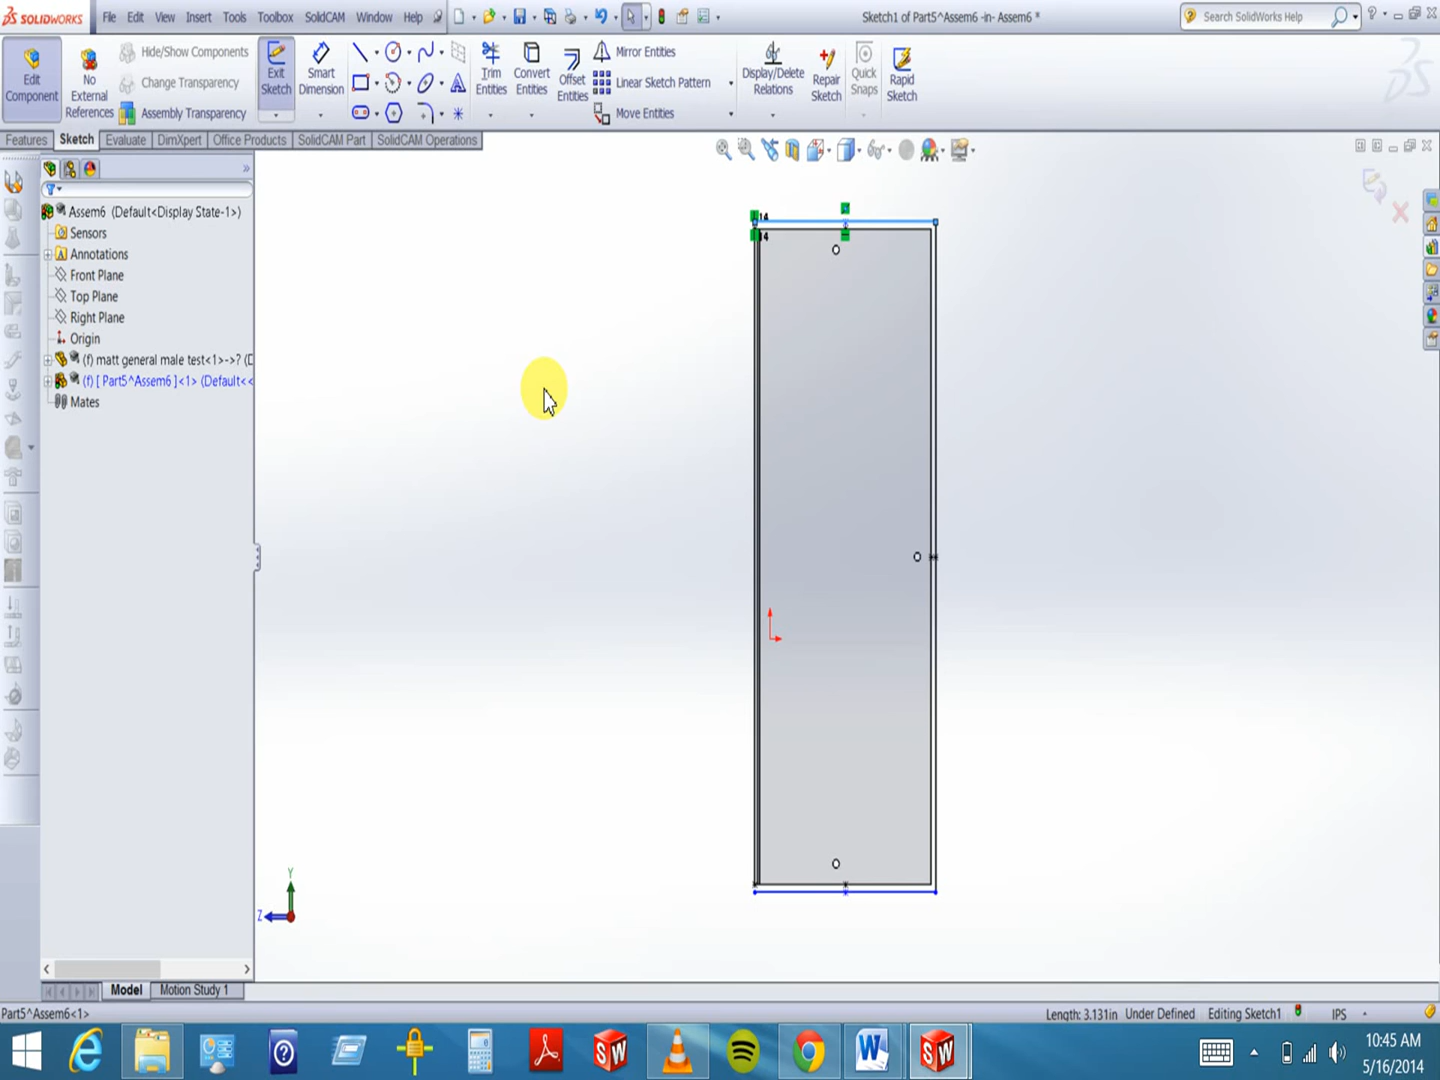 SOLIDWORKS File Edit View Insert Tools Toolbox SolidCAM Window Help Sketch1 of Part5^Assem6 -in- Assem6 * Search SolidWorks Help
Edit Component
No External References
Hide/Show Components
Change Transparency
Assembly Transparency
Exit Sketch
Smart Dimension
Trim Entities
Convert Entities
Offset Entities
Mirror Entities
Linear Sketch Pattern
Move Entities
Display/Delete Relations
Repair Sketch
Quick Snaps
Rapid Sketch
Features Sketch Evaluate DimXpert Office Products SolidCAM Part SolidCAM Operations
Assem6 (Default<Display State-1>)
Sensors
Annotations
Front Plane
Top Plane
Right Plane
Origin
(f) matt general male test<1>->? (D
(f) [ Part5^Assem6 ]<1> (Default<<
Mates
14
14
Y
Z
Model Motion Study 1
Part5^Assem6<1> Length: 3.131in Under Defined Editing Sketch1 IPS
10:45 AM
5/16/2014